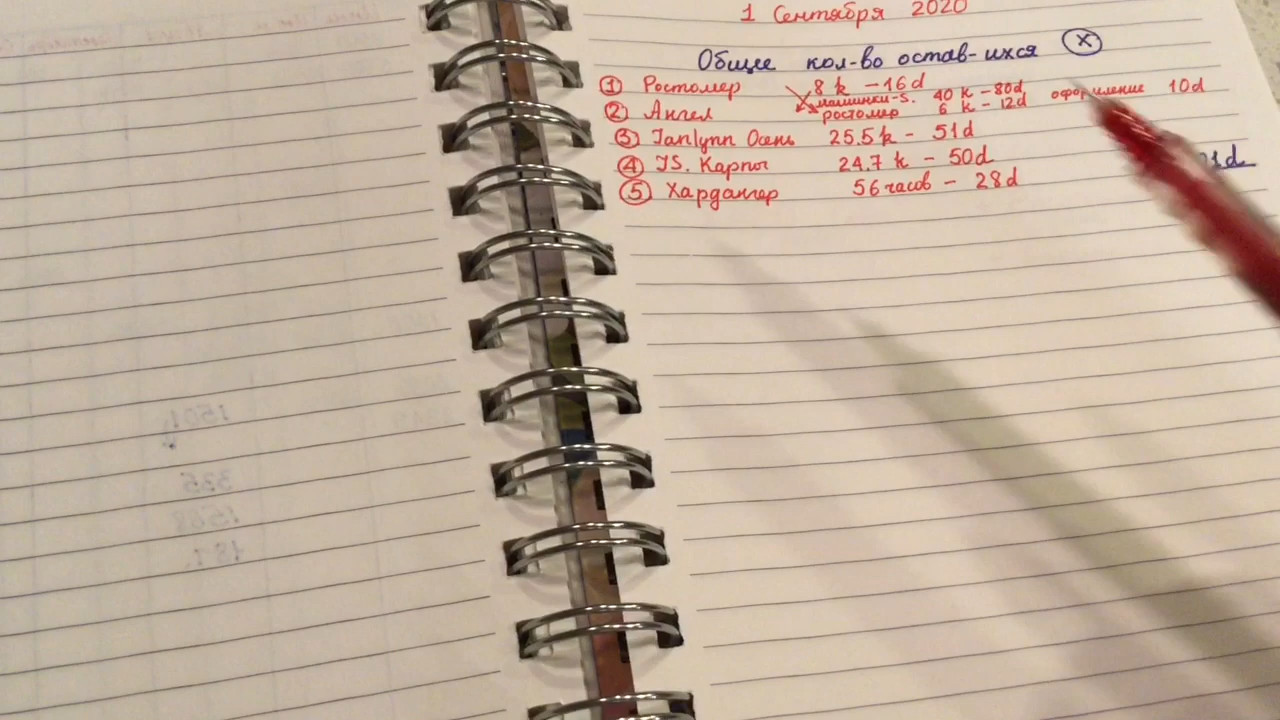 1 Сентября 2020
Общее кол-во остав-ихся X
① Ростомер 8 k – 16 d
машинки-s. 40 k – 80d, оформление 10d
② Ангел ростомер 6 k – 12d
③ Janlynn Осень 25.5 k – 51d
④ JS. Карпы 24.7 k – 50d
1d
⑤ Хардангер 56 часов – 28d